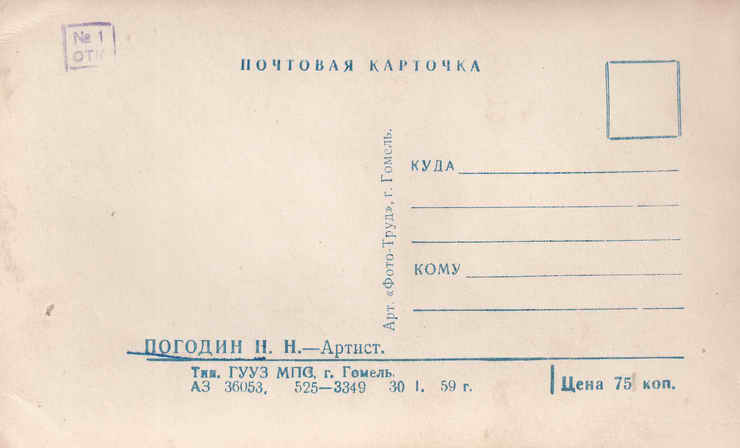 № 1
ОТК
ПОЧТОВАЯ КАРТОЧКА
Арт. «Фото-Труд», г. Гомель.
КУДА
КОМУ
ПОГОДИН Н. Н.—Артист.
Тип. ГУУЗ МПС, г. Гомель.
АЗ 36053. 525—3349 30 I. 59 г.
Цена 75 коп.